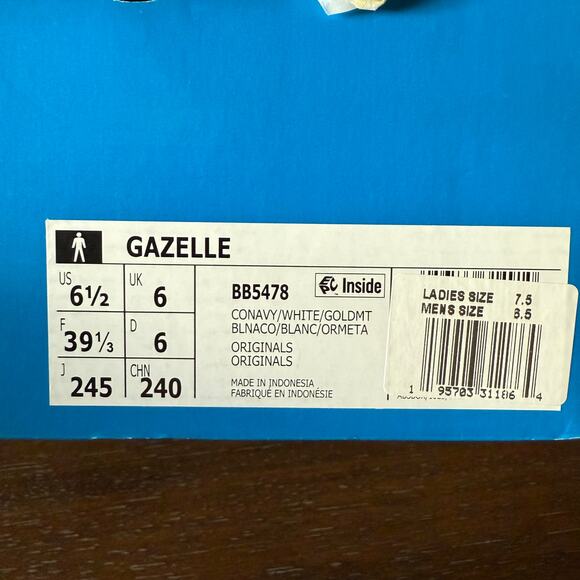 GAZELLE
US 6½ UK 6
F 39⅓ D 6
J 245 CHN 240
BB5478 Inside
CONAVY/WHITE/GOLDMT
BLNACO/BLANC/ORMETA
ORIGINALS
ORIGINALS
MADE IN INDONESIA
FABRIQUÉ EN INDONÉSIE
LADIES SIZE 7.5
MENS SIZE 6.5
1 95703 31186 4